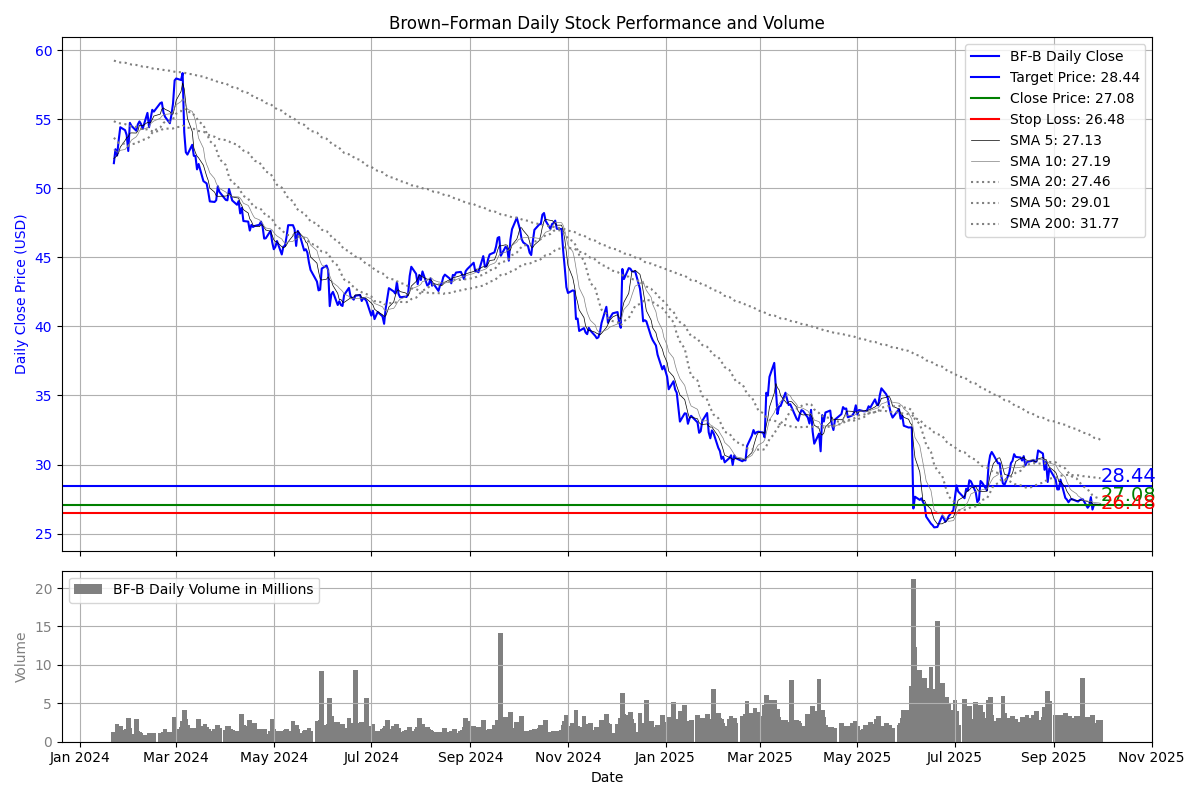 Brown–Forman Daily Stock Performance and Volume
60
55
50
45
40
35
30
25
Daily Close Price (USD)
BF-B Daily Close
Target Price: 28.44
Close Price: 27.08
Stop Loss: 26.48
SMA 5: 27.13
SMA 10: 27.19
SMA 20: 27.46
SMA 50: 29.01
SMA 200: 31.77
28.44
27.08
26.48
20
15
10
5
0
Volume
BF-B Daily Volume in Millions
Jan 2024 Mar 2024 May 2024 Jul 2024 Sep 2024 Nov 2024 Jan 2025 Mar 2025 May 2025 Jul 2025 Sep 2025 Nov 2025
Date